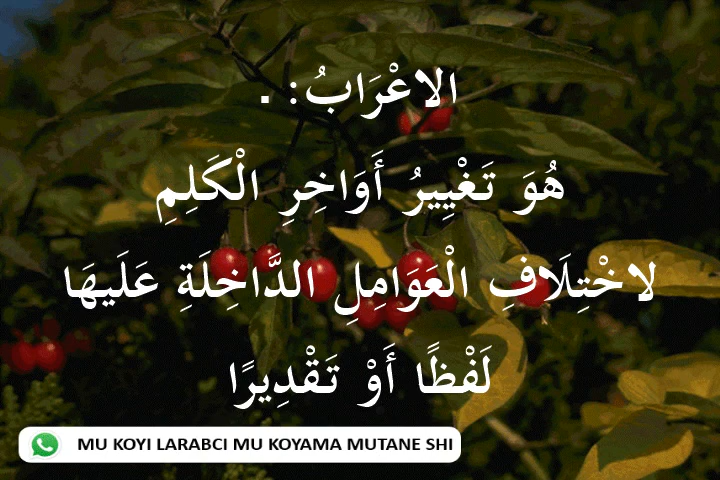 الاعْرَابُ: .
هُوَ تَغْيِيرُ أَوَاخِرِ الْكَلِمِ
لاخْتِلَافِ الْعَوَامِلِ الدَّاخِلَةِ عَلَيهَا
لَفْظًا أَوْ تَقْدِيرًا
MU KOYI LARABCI MU KOYAMA MUTANE SHI